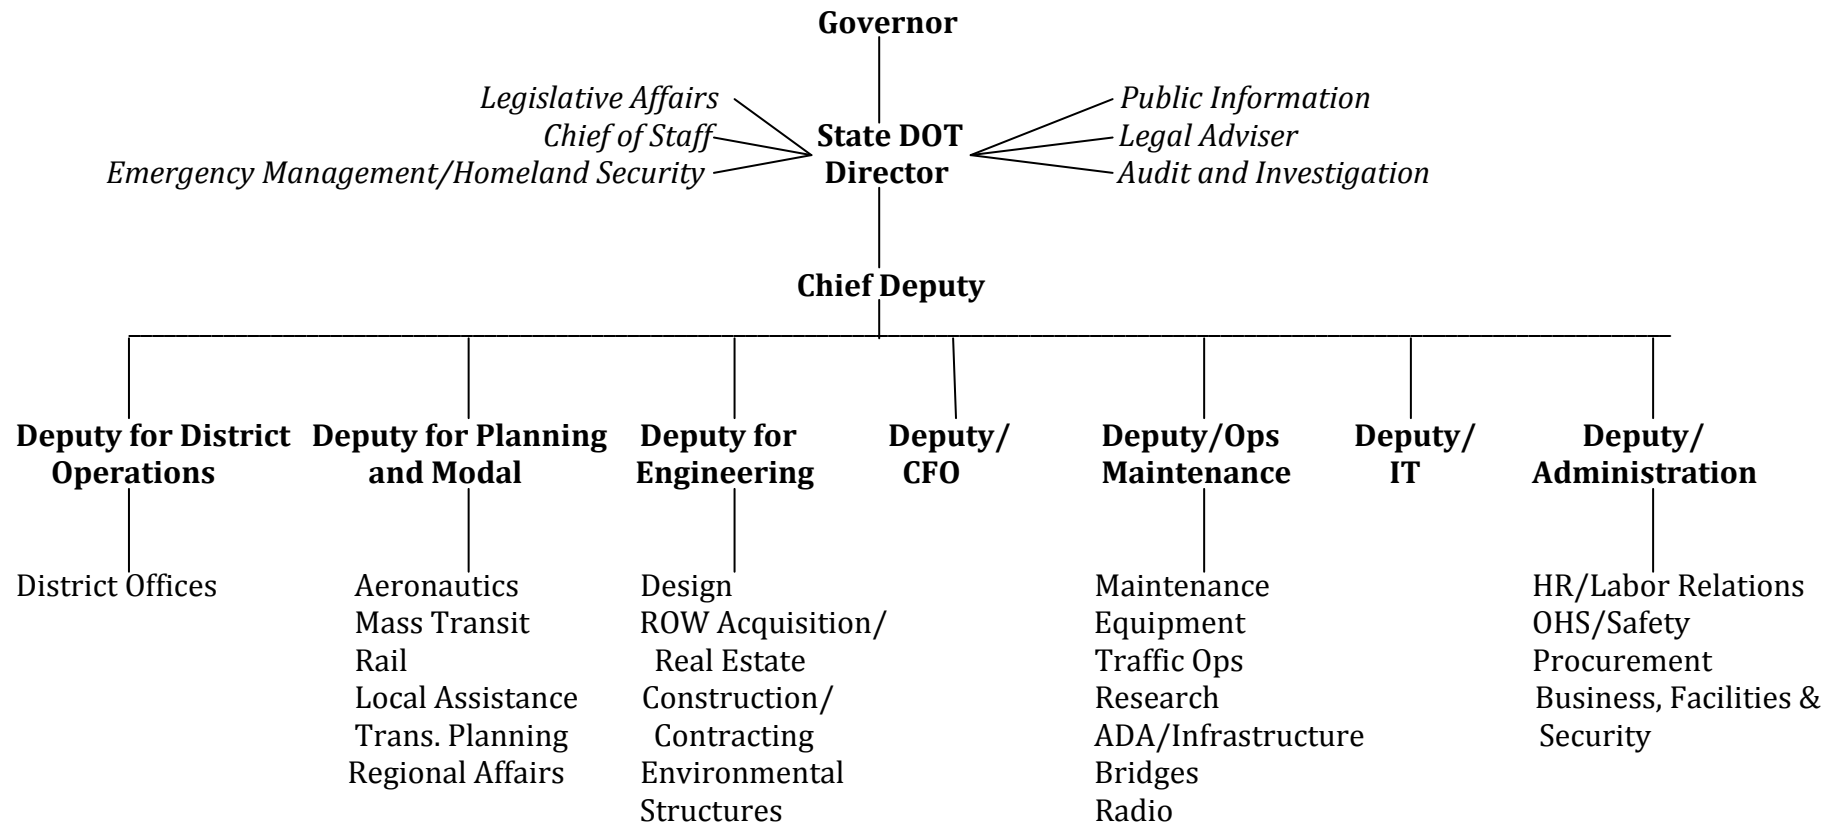 Governor
Legislative Affairs
Chief of Staff
Emergency Management/Homeland Security
State DOT
Director
Public Information
Legal Adviser
Audit and Investigation
Chief Deputy
Deputy for District
Operations
Deputy for Planning
and Modal
Deputy for
Engineering
Deputy/
CFO
Deputy/Ops
Maintenance
Deputy/
IT
Deputy/
Administration
District Offices
Aeronautics
Mass Transit
Rail
Local Assistance
Trans. Planning
Regional Affairs
Design
ROW Acquisition/
Real Estate
Construction/
Contracting
Environmental
Structures
Maintenance
Equipment
Traffic Ops
Research
ADA/Infrastructure
Bridges
Radio
HR/Labor Relations
OHS/Safety
Procurement
Business, Facilities &
Security